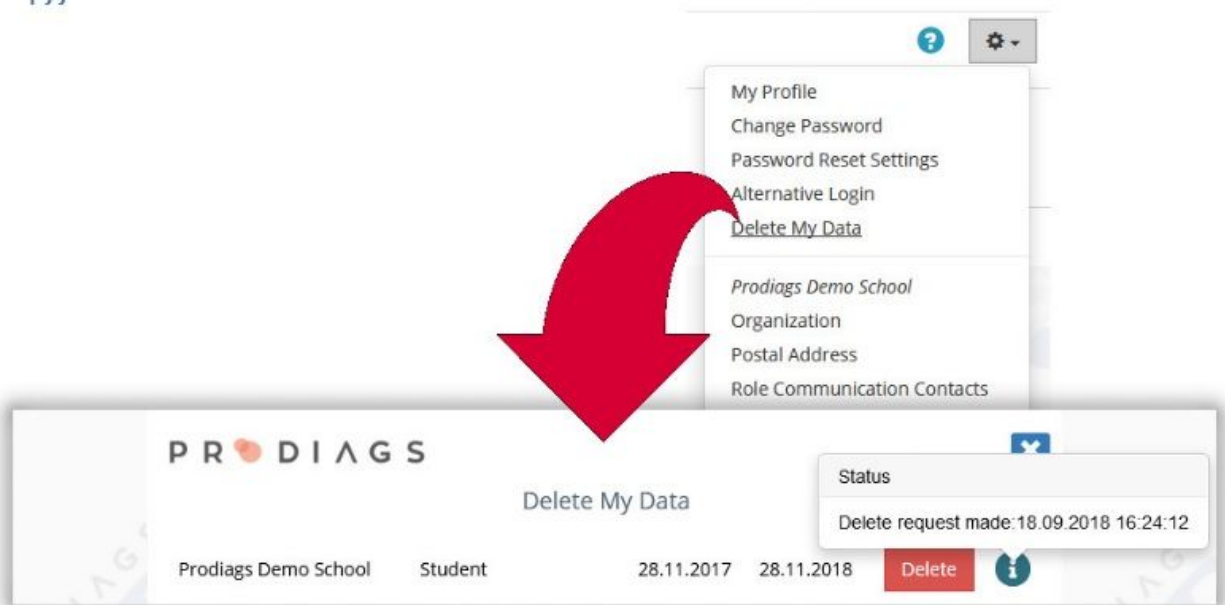 ?
My Profile
Change Password
Password Reset Settings
Alternative Login
Delete My Data
Prodiags Demo School
Organization
Postal Address
Role Communication Contacts
PRODIAGS
Delete My Data
Status
Delete request made:18.09.2018 16:24:12
Prodiags Demo School Student 28.11.2017 28.11.2018 Delete i